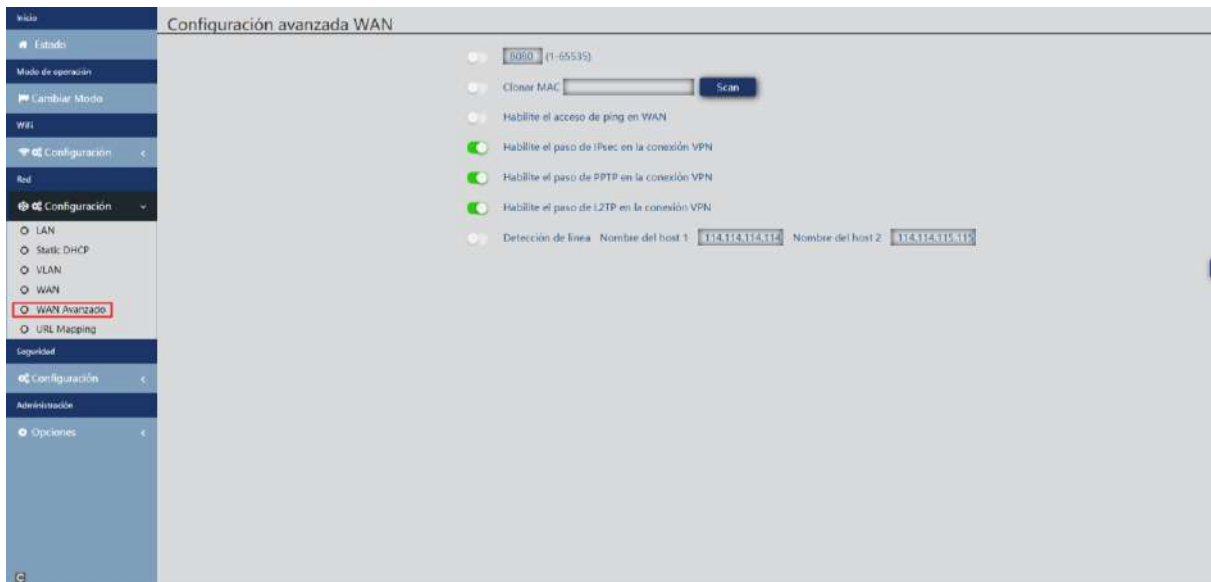 Inicio
Estado
Modo de operación
Cambiar Modo
WiFi
Configuración
Red
Configuración
LAN
Static DHCP
VLAN
WAN
WAN Avanzado
URL Mapping
Seguridad
Configuración
Administración
Opciones
Configuración avanzada WAN
8080 (1-65535)
Clonar MAC Scan
Habilite el acceso de ping en WAN
Habilite el paso de IPsec en la conexión VPN
Habilite el paso de PPTP en la conexión VPN
Habilite el paso de L2TP en la conexión VPN
Detección de línea Nombre del host 1 114.114.114.114 Nombre del host 2 114.114.115.115